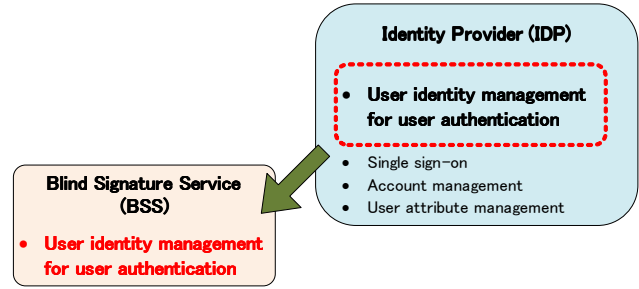 Identity Provider (IDP)
• User identity management
for user authentication
• Single sign-on
• Account management
• User attribute management
Blind Signature Service
(BSS)
• User identity management
for user authentication